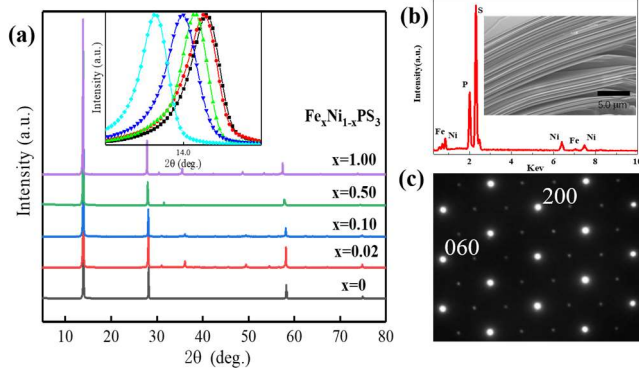 (a)
Intensity (a.u.)
Intensity (a.u.)
14.0
2θ (deg.)
FeₓNi₁₋ₓPS₃
x=1.00
x=0.50
x=0.10
x=0.02
x=0
10 20 30 40 50 60 70 80
2θ (deg.)
(b)
Intensity(a.u.)
S
P
Fe
Ni
Ni
Fe
Ni
5.0 μm
0 2 4 6 8 10
Kev
(c)
200
060